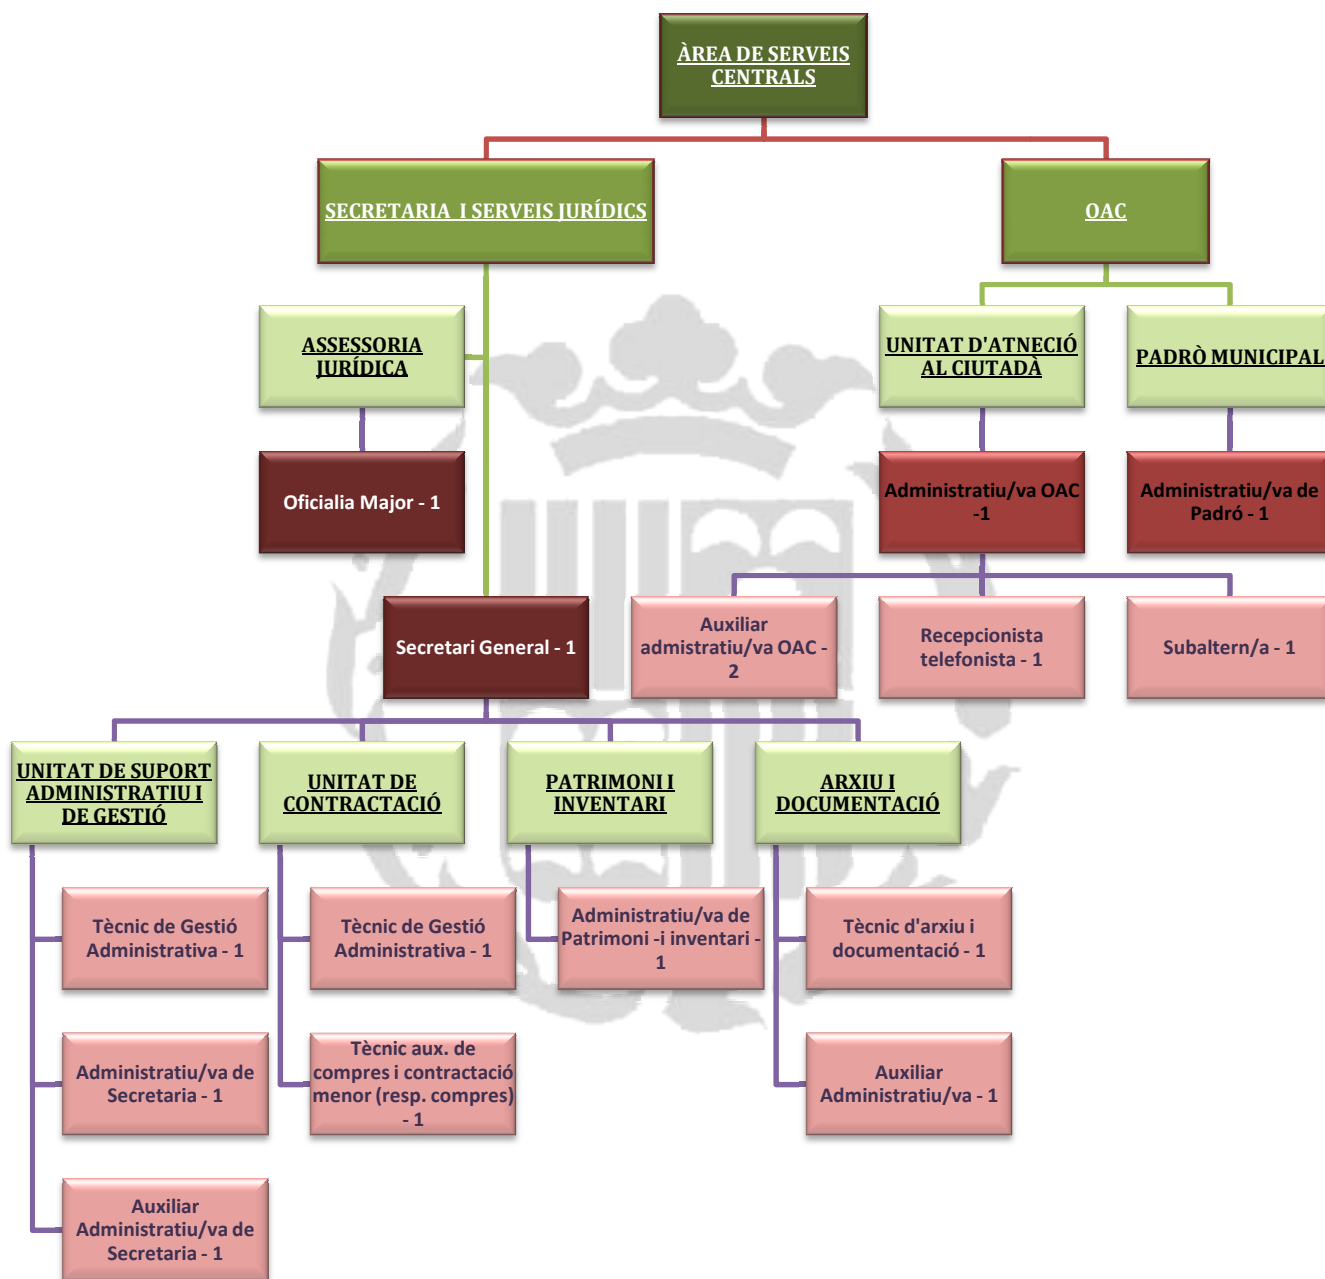 ÀREA DE SERVEIS
CENTRALS
SECRETARIA I SERVEIS JURÍDICS
OAC
ASSESSORIA
JURÍDICA
UNITAT D'ATNECIÓ
AL CIUTADÀ
PADRÒ MUNICIPAL
Oficialia Major - 1
Administratiu/va OAC
-1
Administratiu/va de
Padró - 1
Secretari General - 1
Auxiliar
admistratiu/va OAC -
2
Recepcionista
telefonista - 1
Subaltern/a - 1
UNITAT DE SUPORT
ADMINISTRATIU I
DE GESTIÓ
UNITAT DE
CONTRACTACIÓ
PATRIMONI I
INVENTARI
ARXIU I
DOCUMENTACIÓ
Tècnic de Gestió
Administrativa - 1
Tècnic de Gestió
Administrativa - 1
Administratiu/va de
Patrimoni -i inventari -
1
Tècnic d'arxiu i
documentació - 1
Administratiu/va de
Secretaria - 1
Tècnic aux. de
compres i contractació
menor (resp. compres)
- 1
Auxiliar
Administratiu/va - 1
Auxiliar
Administratiu/va de
Secretaria - 1